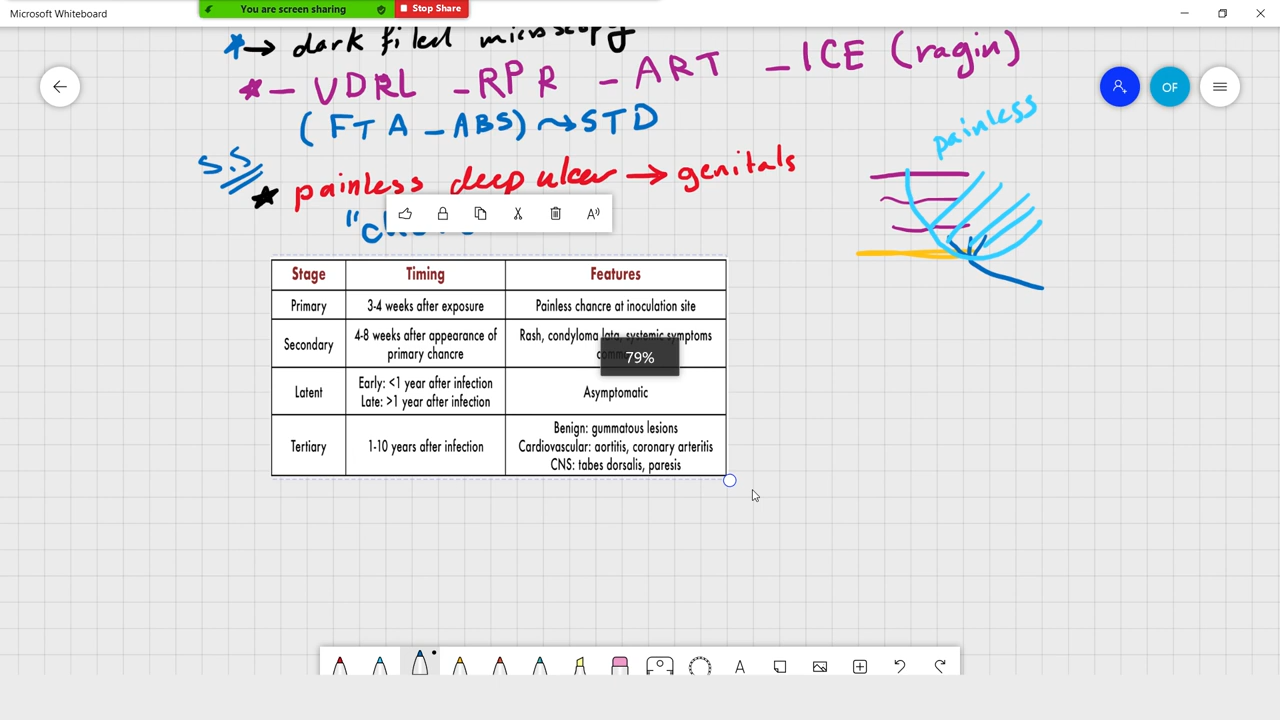 Microsoft Whiteboard
You are screen sharing
Stop Share
* → dark filed microscopy
* - VDRL - RPR - ART - ICE (ragin)
(FTA - ABS) → STD
painless
S.S
* painless deep ulcer → genitals
OF
Stage Timing Features
Primary 3-4 weeks after exposure Painless chancre at inoculation site
Secondary 4-8 weeks after appearance of primary chancre Rash, condyloma lata, systemic symptoms
79%
Latent Early: <1 year after infection Asymptomatic
Late: >1 year after infection
Tertiary 1-10 years after infection Benign: gummatous lesions
Cardiovascular: aortitis, coronary arteritis
CNS: tabes dorsalis, paresis